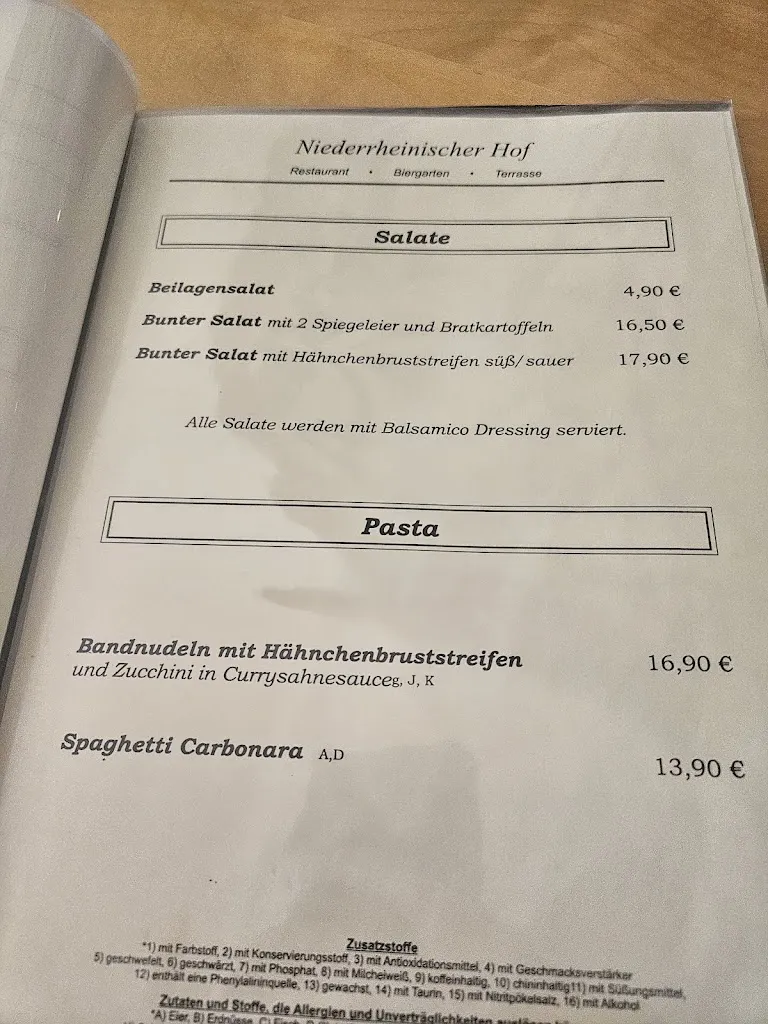 Niederrheinischer Hof
Restaurant • Biergarten • Terrasse
Salate
Beilagensalat 4,90 €
Bunter Salat mit 2 Spiegeleier und Bratkartoffeln 16,50 €
Bunter Salat mit Hähnchenbruststreifen süß/ sauer 17,90 €
Alle Salate werden mit Balsamico Dressing serviert.
Pasta
Bandnudeln mit Hähnchenbruststreifen 16,90 €
und Zucchini in Currysahnesauceg, J, K
Spaghetti Carbonara A,D 13,90 €
Zusatzstoffe
*1) mit Farbstoff, 2) mit Konservierungsstoff, 3) mit Antioxidationsmittel, 4) mit Geschmacksverstärker
5) geschwefelt, 6) geschwärzt, 7) mit Phosphat, 8) mit Milcheiweiß, 9) koffeinhaltig, 10) chininhaltig11) mit Süßungsmittel,
12) enthält eine Phenylalininquelle, 13) gewachst, 14) mit Taurin, 15) mit Nitritpökelsalz, 16) mit Alkohol
Zutaten und Stoffe, die Allergien und Unverträglichkeiten
*A) Eier, B) Erdnüsse,